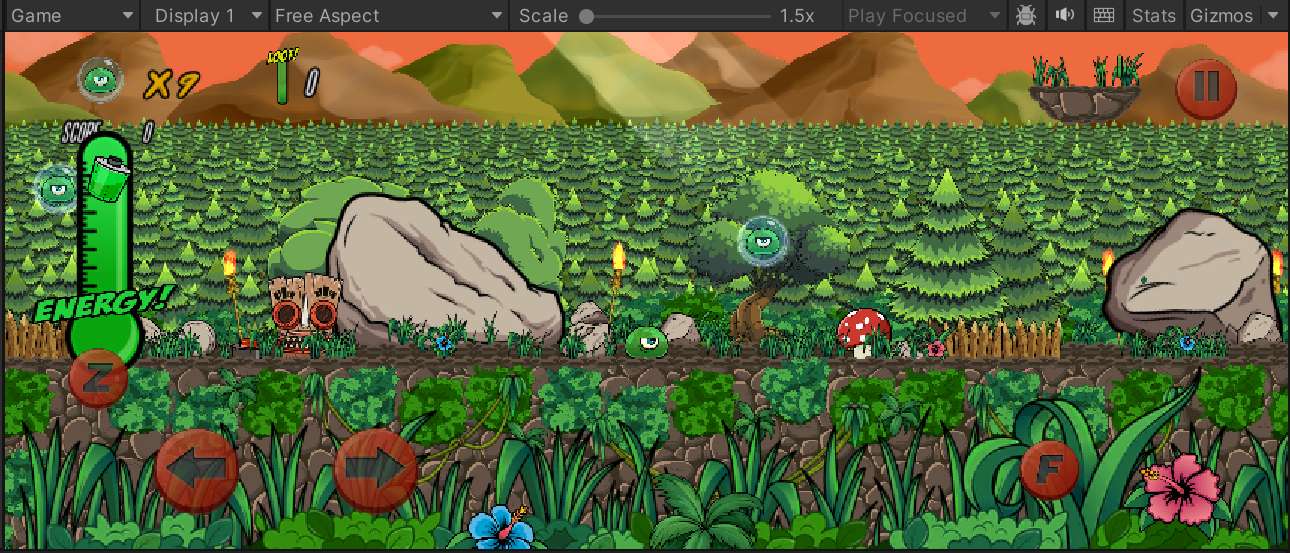 Game Display 1 Free Aspect Scale 1.5x Play Focused Stats Gizmos
LOOT!
X 9 0
SCORE 0
ENERGY!
Z
F